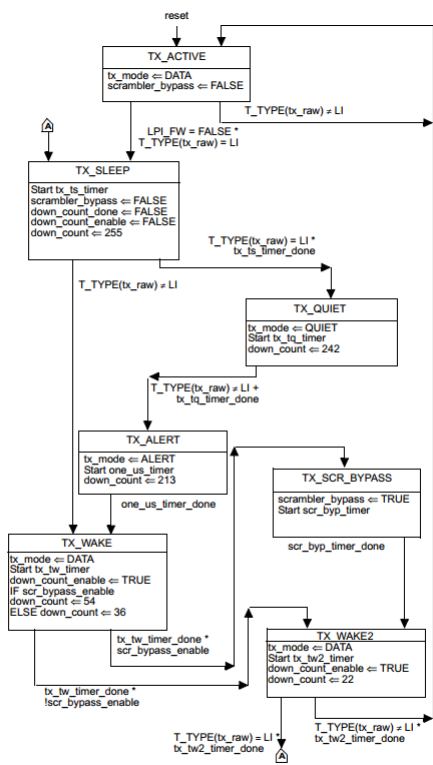 reset
TX_ACTIVE
tx_mode ⇐ DATA
scrambler_bypass ⇐ FALSE
T_TYPE(tx_raw) ≠ LI
A
LPI_FW = FALSE *
T_TYPE(tx_raw) = LI
TX_SLEEP
Start tx_ts_timer
scrambler_bypass ⇐ FALSE
down_count_done ⇐ FALSE
down_count_enable ⇐ FALSE
down_count ⇐ 255
T_TYPE(tx_raw) = LI *
tx_ts_timer_done
T_TYPE(tx_raw) ≠ LI
TX_QUIET
tx_mode ⇐ QUIET
Start tx_tq_timer
down_count ⇐ 242
T_TYPE(tx_raw) ≠ LI +
tx_tq_timer_done
TX_ALERT
tx_mode ⇐ ALERT
Start one_us_timer
down_count ⇐ 213
TX_SCR_BYPASS
scrambler_bypass ⇐ TRUE
Start scr_byp_timer
one_us_timer_done
scr_byp_timer_done
TX_WAKE
tx_mode ⇐ DATA
Start tx_tw_timer
down_count_enable ⇐ TRUE
IF scr_bypass_enable
down_count ⇐ 54
ELSE down_count ⇐ 36
tx_tw_timer_done *
scr_bypass_enable
TX_WAKE2
tx_mode ⇐ DATA
Start tx_tw2_timer
down_count_enable ⇐ TRUE
down_count ⇐ 22
tx_tw_timer_done *
!scr_bypass_enable
T_TYPE(tx_raw) = LI *
tx_tw2_timer_done
T_TYPE(tx_raw) ≠ LI *
tx_tw2_timer_done
A